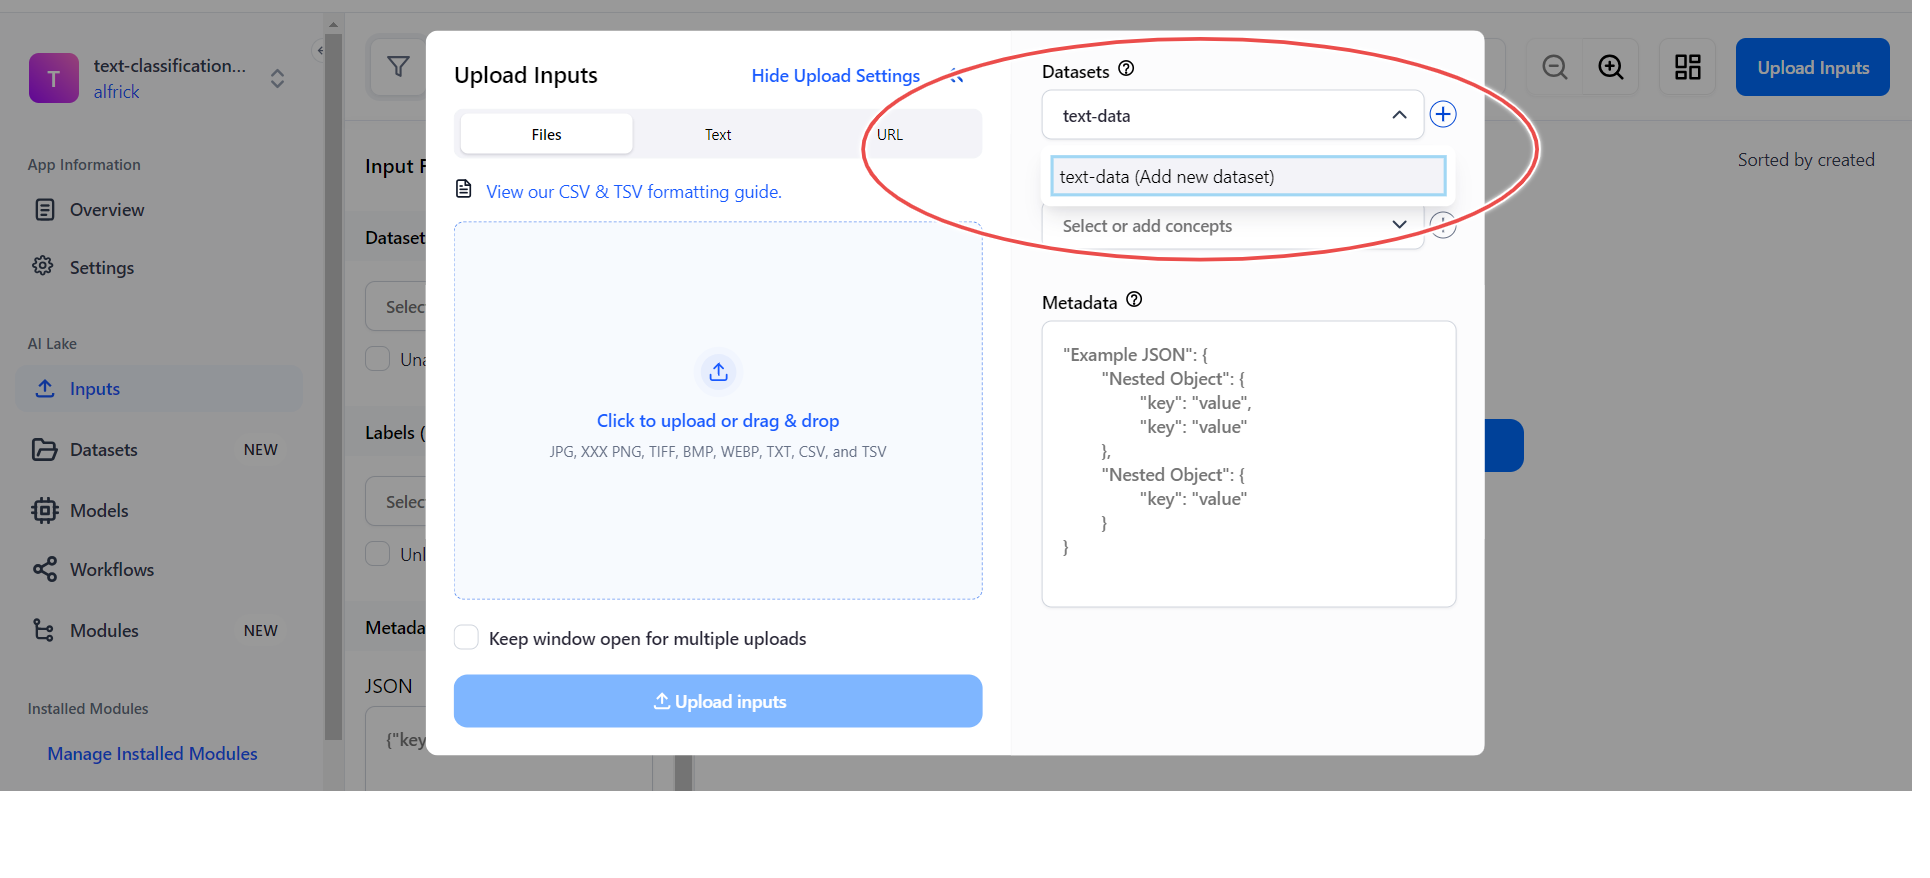 T
text-classification...
alfrick
App Information
Overview
Settings
AI Lake
Inputs
Datasets NEW
Models
Workflows
Modules NEW
Installed Modules
Manage Installed Modules
Input F
Dataset
Selec
Una
Labels (
Selec
Unl
Metada
JSON
{"key
Upload Inputs
Hide Upload Settings
Files Text URL
View our CSV & TSV formatting guide.
Click to upload or drag & drop
JPG, XXX PNG, TIFF, BMP, WEBP, TXT, CSV, and TSV
Keep window open for multiple uploads
Upload inputs
Datasets
text-data
text-data (Add new dataset)
Select or add concepts
Metadata
"Example JSON": {
"Nested Object": {
"key": "value",
"key": "value"
},
"Nested Object": {
"key": "value"
}
}
Upload Inputs
Sorted by created